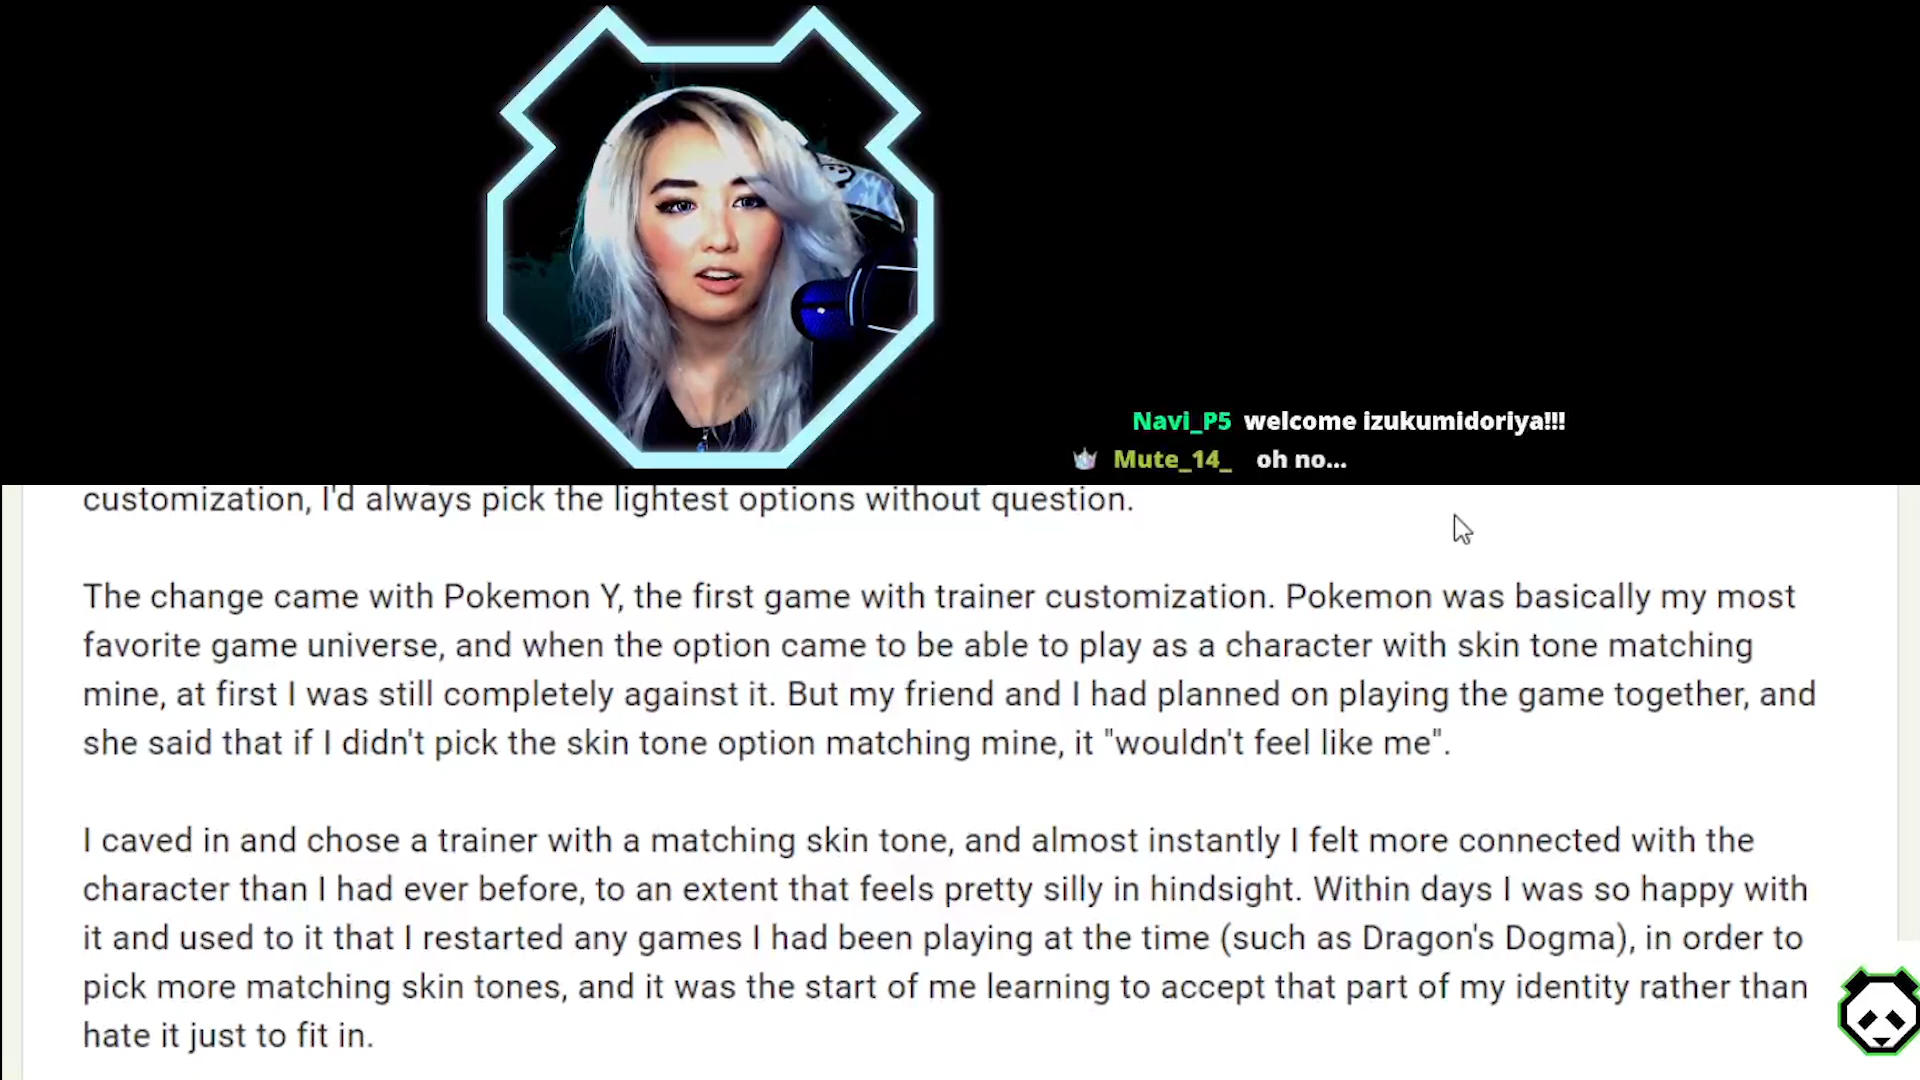 Navi_P5 welcome izukumidoriya!!!
Mute_14_ oh no...
customization, I'd always pick the lightest options without question.
The change came with Pokemon Y, the first game with trainer customization. Pokemon was basically my most
favorite game universe, and when the option came to be able to play as a character with skin tone matching
mine, at first I was still completely against it. But my friend and I had planned on playing the game together, and
she said that if I didn't pick the skin tone option matching mine, it "wouldn't feel like me".
I caved in and chose a trainer with a matching skin tone, and almost instantly I felt more connected with the
character than I had ever before, to an extent that feels pretty silly in hindsight. Within days I was so happy with
it and used to it that I restarted any games I had been playing at the time (such as Dragon's Dogma), in order to
pick more matching skin tones, and it was the start of me learning to accept that part of my identity rather than
hate it just to fit in.